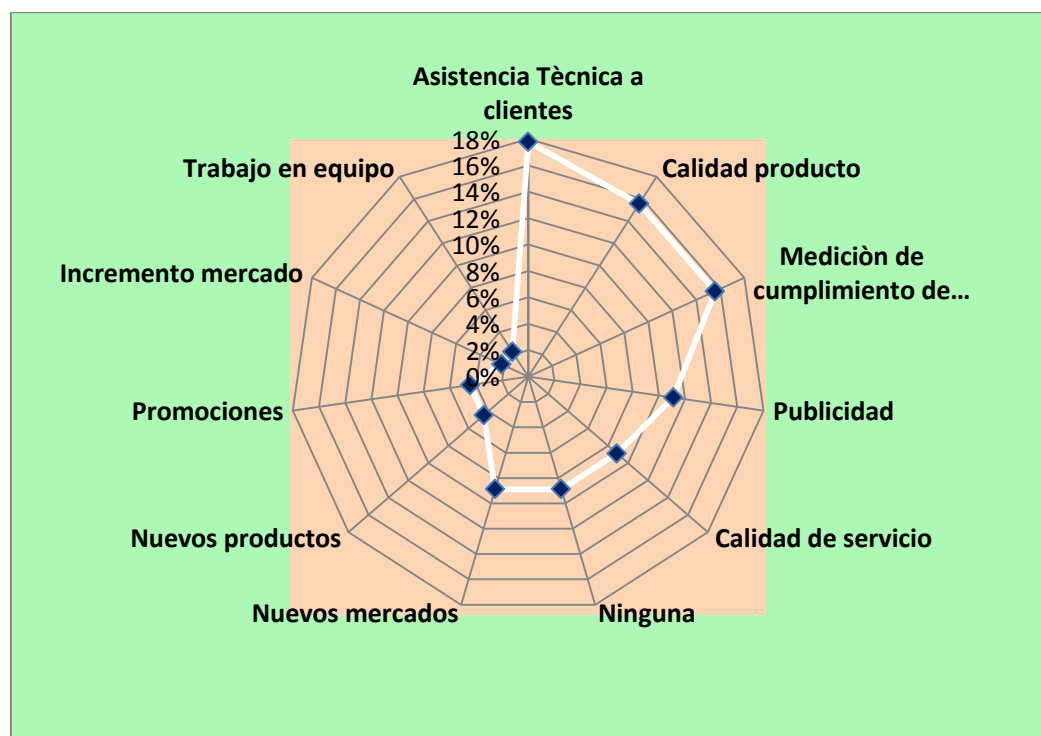 Asistencia Tècnica a
clientes
18%
16%
14%
12%
10%
8%
6%
4%
2%
0%
Calidad producto
Mediciòn de
cumplimiento de…
Publicidad
Calidad de servicio
Ninguna
Nuevos mercados
Nuevos productos
Promociones
Incremento mercado
Trabajo en equipo